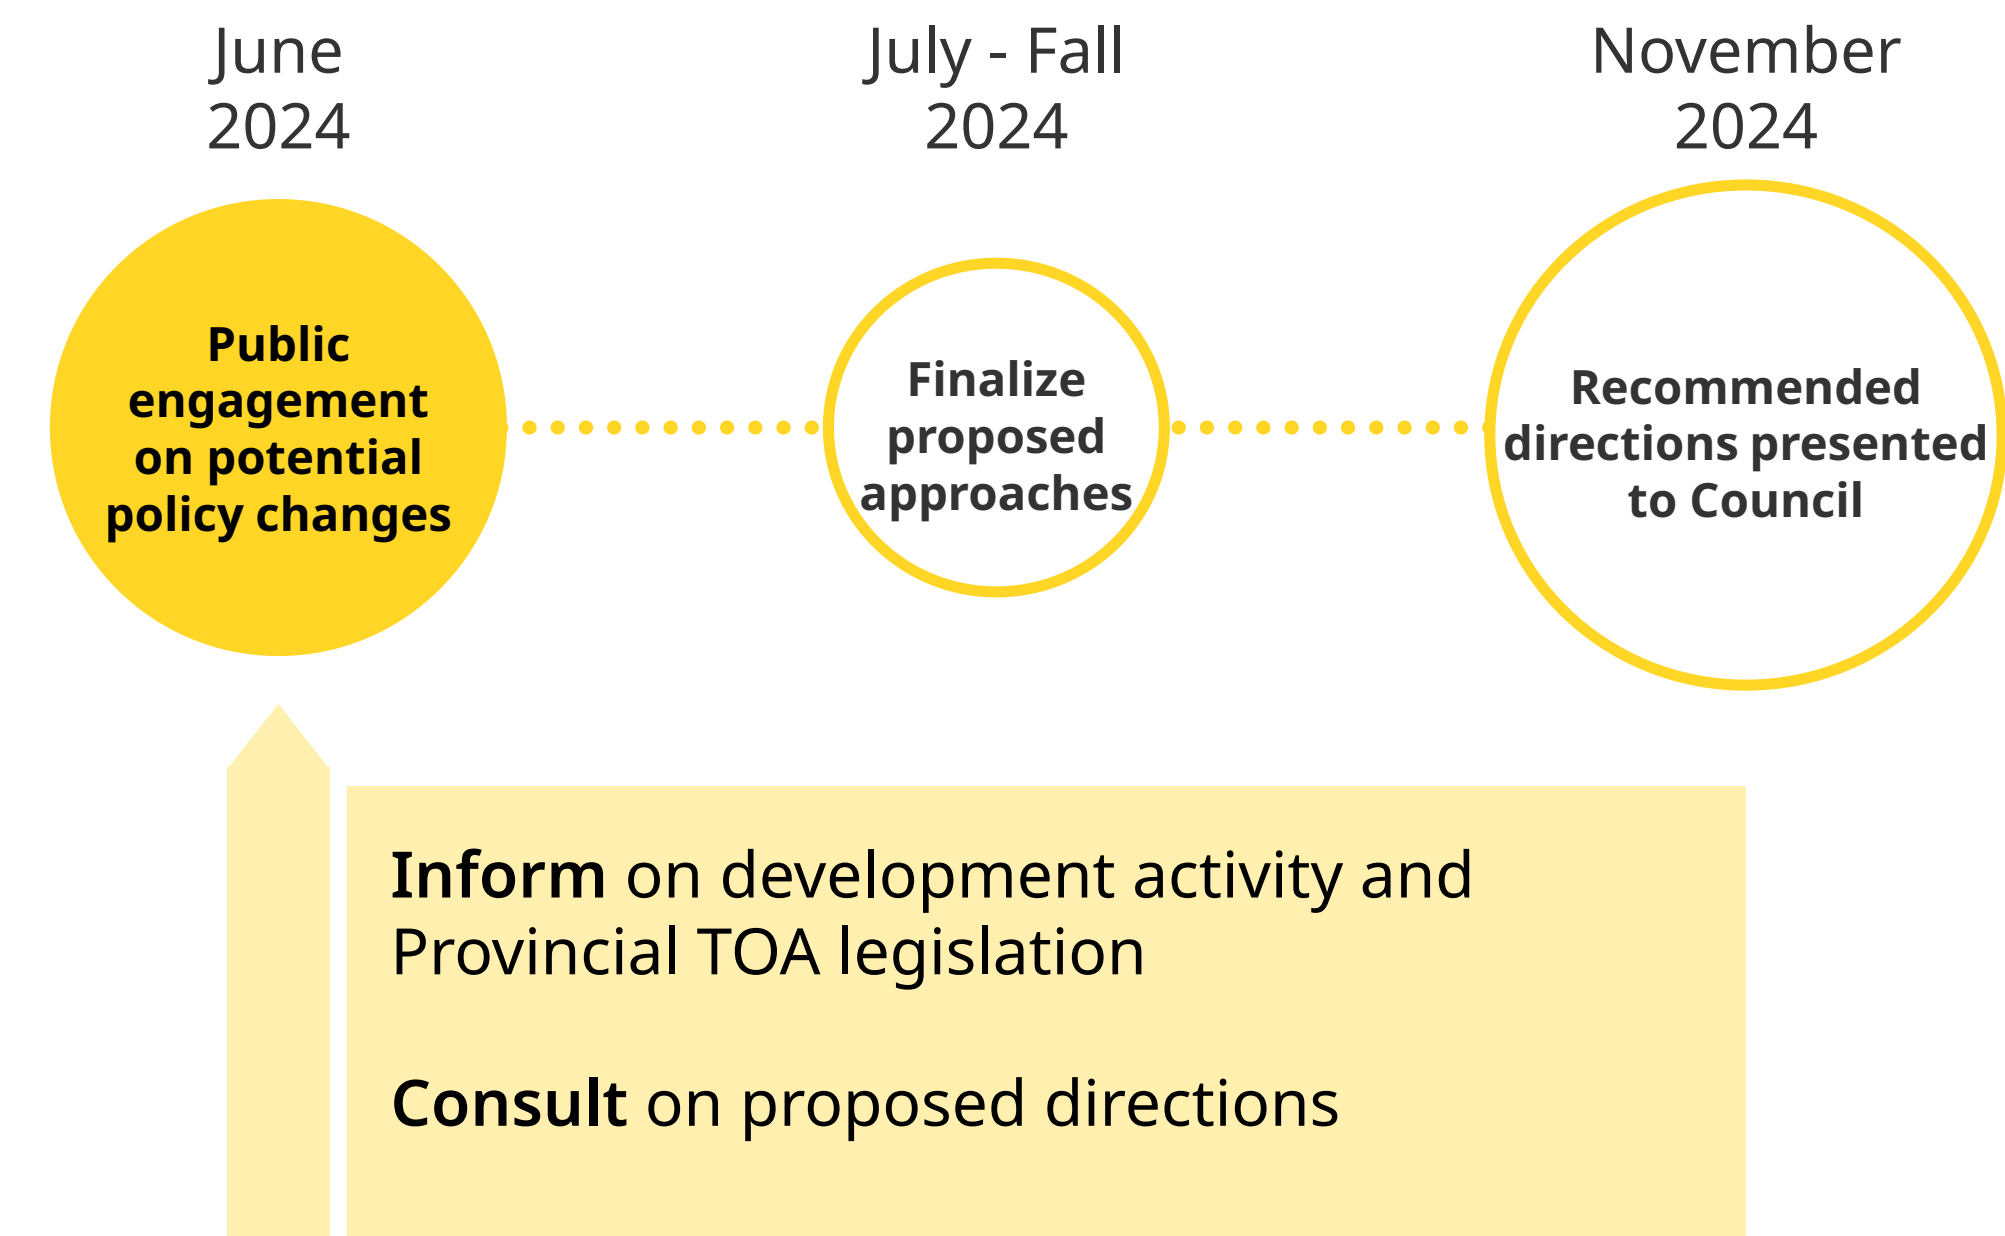 June
2024
July - Fall
2024
November
2024
Public
engagement
on potential
policy changes
Finalize
proposed
approaches
Recommended
directions presented
to Council
Inform on development activity and
Provincial TOA legislation
Consult on proposed directions